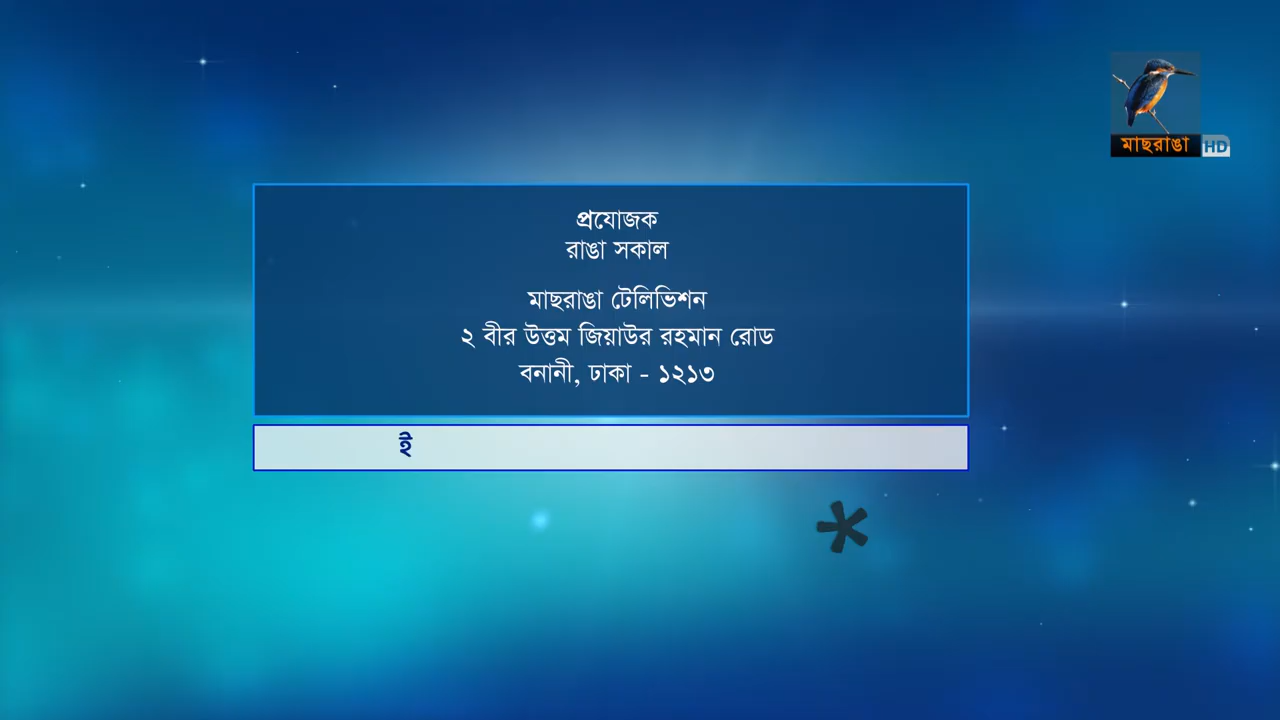 মাছরাঙা HD
প্রযোজক
রাঙা সকাল
মাছরাঙা টেলিভিশন
২ বীর উত্তম জিয়াউর রহমান রোড
বনানী, ঢাকা - ১২১৩
ই
*